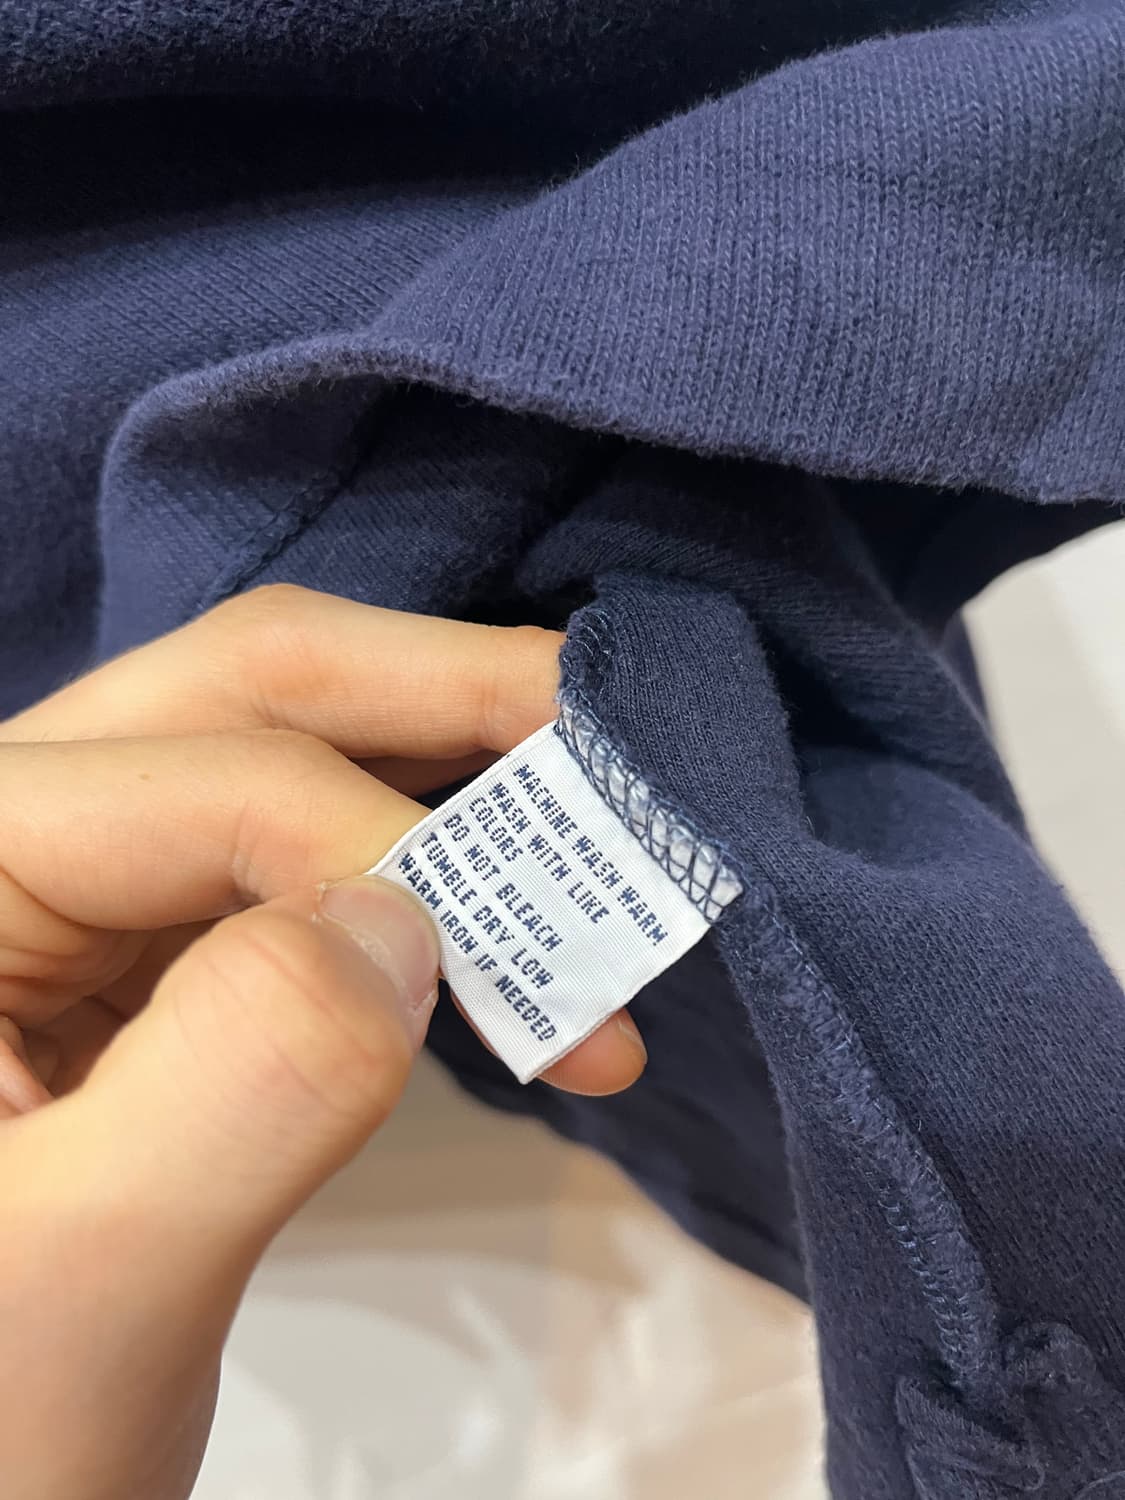 MACHINE WASH WARM
WASH WITH LIKE
COLORS
DO NOT BLEACH
TUMBLE DRY LOW
WARM IRON IF NEEDED